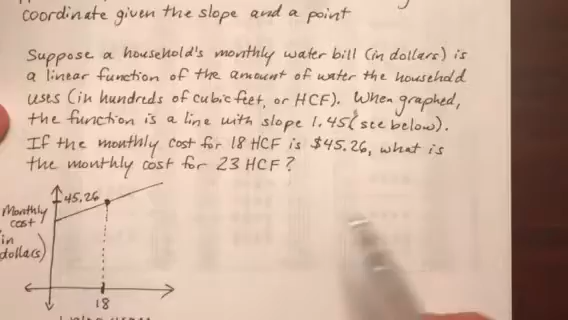 coordinate given the slope and a point
Suppose a household's monthly water bill (in dollars) is
a linear function of the amount of water the household
uses (in hundreds of cubic feet, or HCF). When graphed,
the function is a line with slope 1.45 (see below).
If the monthly cost for 18 HCF is $45.26, what is
the monthly cost for 23 HCF?
45.26
Monthly
cost
in
dollars)
18